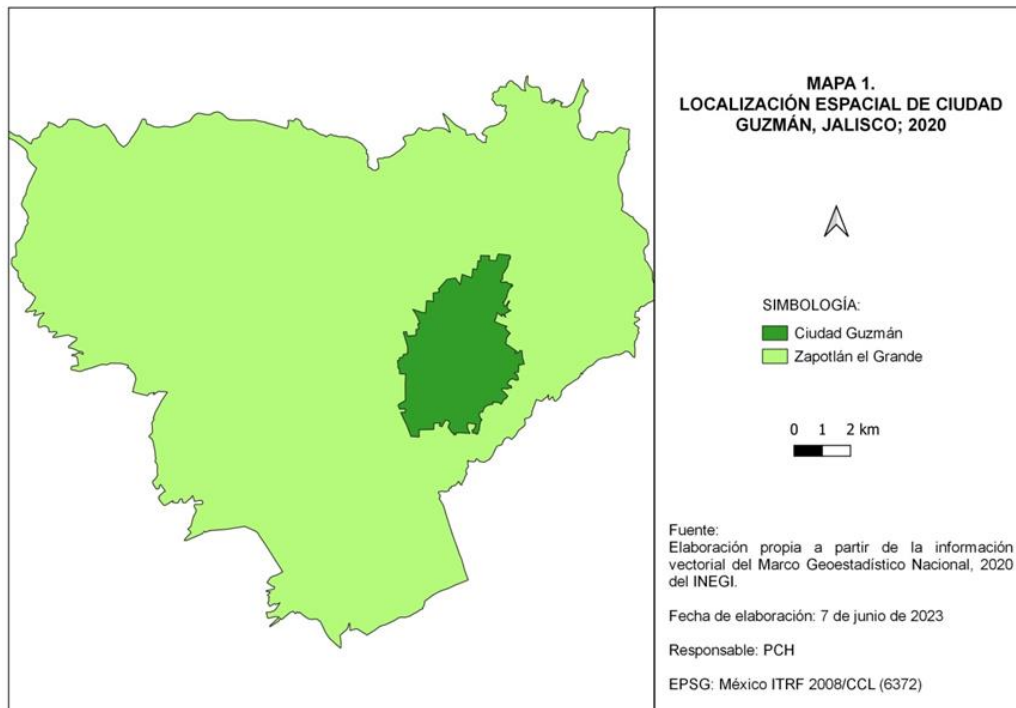 MAPA 1.
LOCALIZACIÓN ESPACIAL DE CIUDAD
GUZMÁN, JALISCO; 2020
SIMBOLOGÍA:
Ciudad Guzmán
Zapotlán el Grande
0 1 2 km
Fuente:
Elaboración propia a partir de la información
vectorial del Marco Geoestadístico Nacional, 2020
del INEGI.
Fecha de elaboración: 7 de junio de 2023
Responsable: PCH
EPSG: México ITRF 2008/CCL (6372)